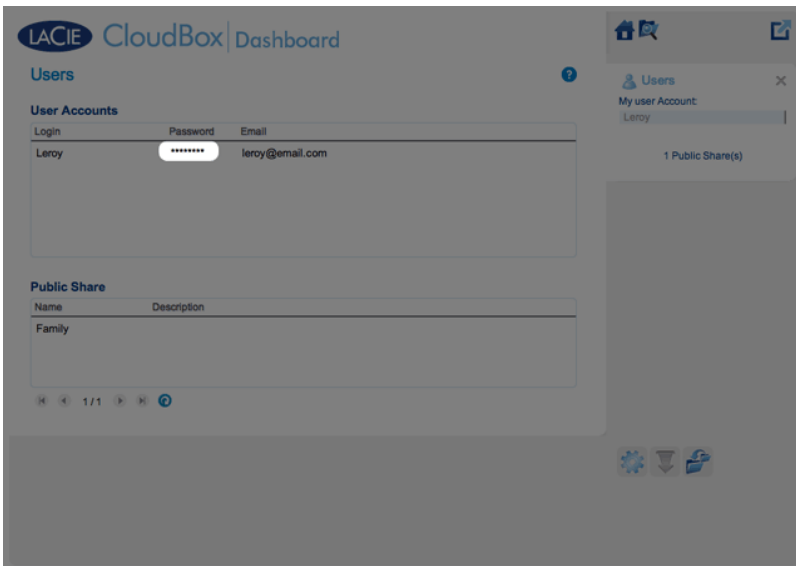 LACIE CloudBox Dashboard
Users
?
User Accounts
Login Password Email
Leroy ******** leroy@email.com
Public Share
Name Description
Family
1 / 1
Users
My user Account:
Leroy
1 Public Share(s)